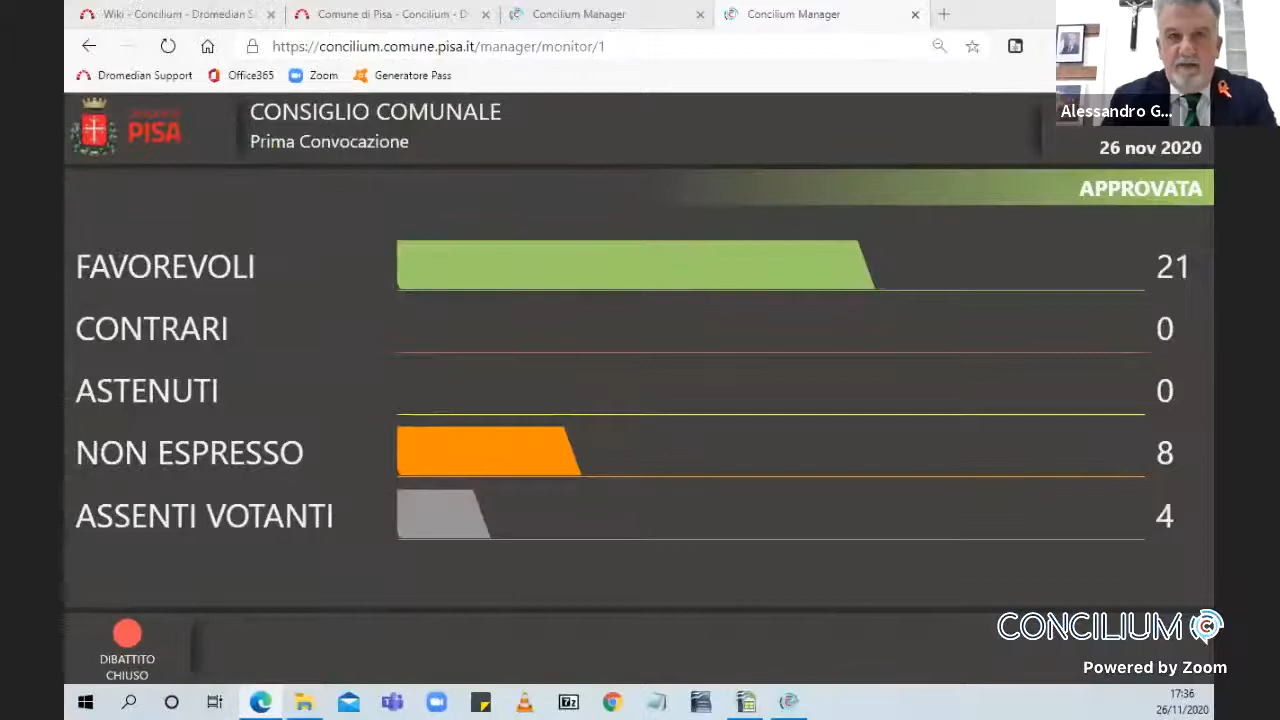 Wiki - Concilium - Dromedian S
Comune di Pisa - Concilium - D
Concilium Manager
Concilium Manager
https://concilium.comune.pisa.it/manager/monitor/1
Dromedian Support
Office365
Zoom
Generatore Pass
Alessandro G...
PISA
CONSIGLIO COMUNALE
Prima Convocazione
26 nov 2020
APPROVATA
FAVOREVOLI 21
CONTRARI 0
ASTENUTI 0
NON ESPRESSO 8
ASSENTI VOTANTI 4
DIBATTITO
CHIUSO
CONCILIUM
Powered by Zoom
17:36
26/11/2020